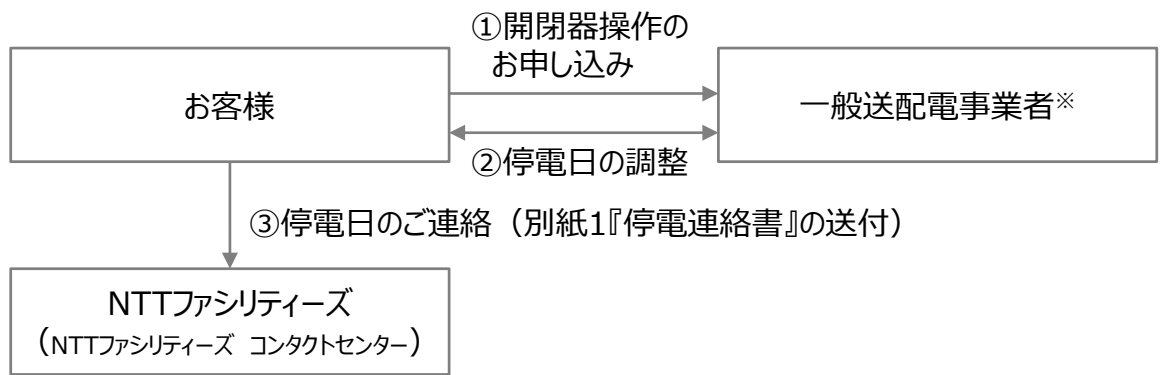 ①開閉器操作の
お申し込み
お客様
一般送配電事業者※
②停電日の調整
③停電日のご連絡（別紙1『停電連絡書』の送付）
NTTファシリティーズ
（NTTファシリティーズ コンタクトセンター）